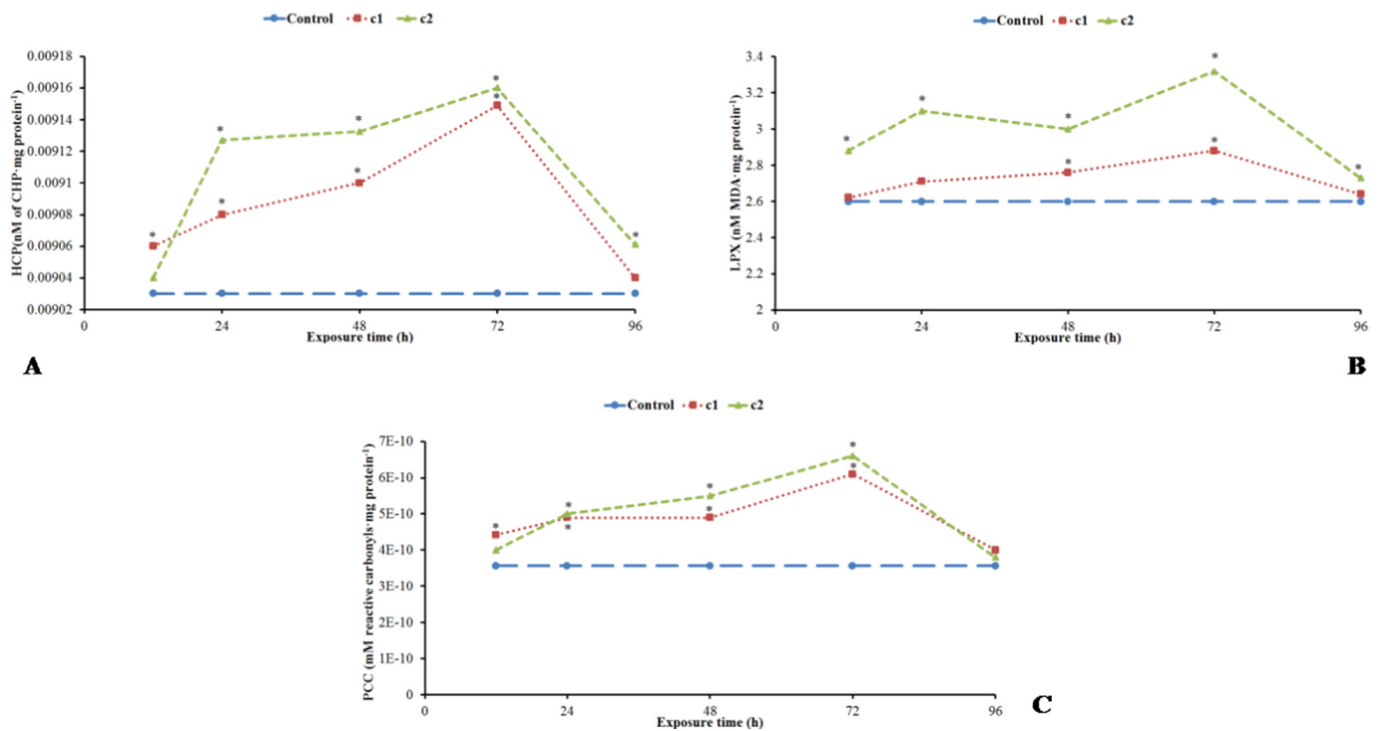 Control c1 c2
HCP(nM of CHP·mg protein⁻¹)
0.00918
0.00916
0.00914
0.00912
0.0091
0.00908
0.00906
0.00904
0.00902
* * * * * * * *
0 24 48 72 96
Exposure time (h)
A
Control c1 c2
LPX (nM MDA·mg protein⁻¹)
3.4
3.2
3
2.8
2.6
2.4
2.2
2
* * * * * * *
0 24 48 72 96
Exposure time (h)
B
Control c1 c2
PCC (mM reactive carbonyls·mg protein⁻¹)
7E-10
6E-10
5E-10
4E-10
3E-10
2E-10
1E-10
0
* * * * * * *
0 24 48 72 96
Exposure time (h)
C